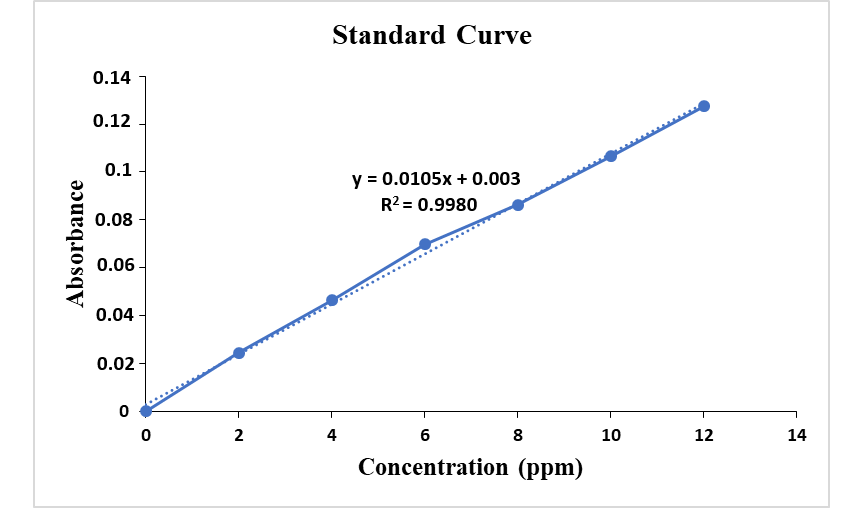 Standard Curve
0.14
0.12
0.1
0.08
0.06
0.04
0.02
0
Absorbance
y = 0.0105x + 0.003
R² = 0.9980
0 2 4 6 8 10 12 14
Concentration (ppm)